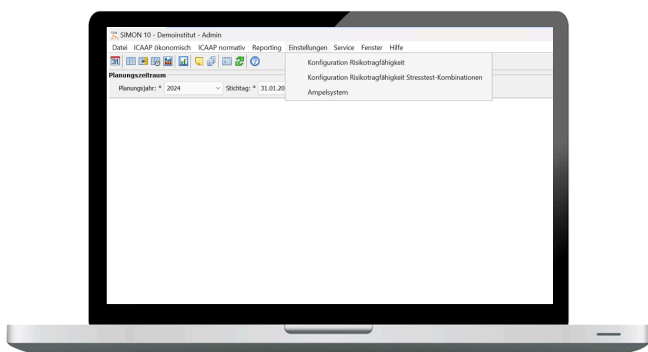 SIMON 10 - Demoinstitut - Admin
Datei ICAAP ökonomisch ICAAP normativ Reporting Einstellungen Service Fenster Hilfe
31
Planungszeitraum
Planungsjahr: * 2024 Stichtag: * 31.01.20
Konfiguration Risikotragfähigkeit
Konfiguration Risikotragfähigkeit Stresstest-Kombinationen
Ampelsystem